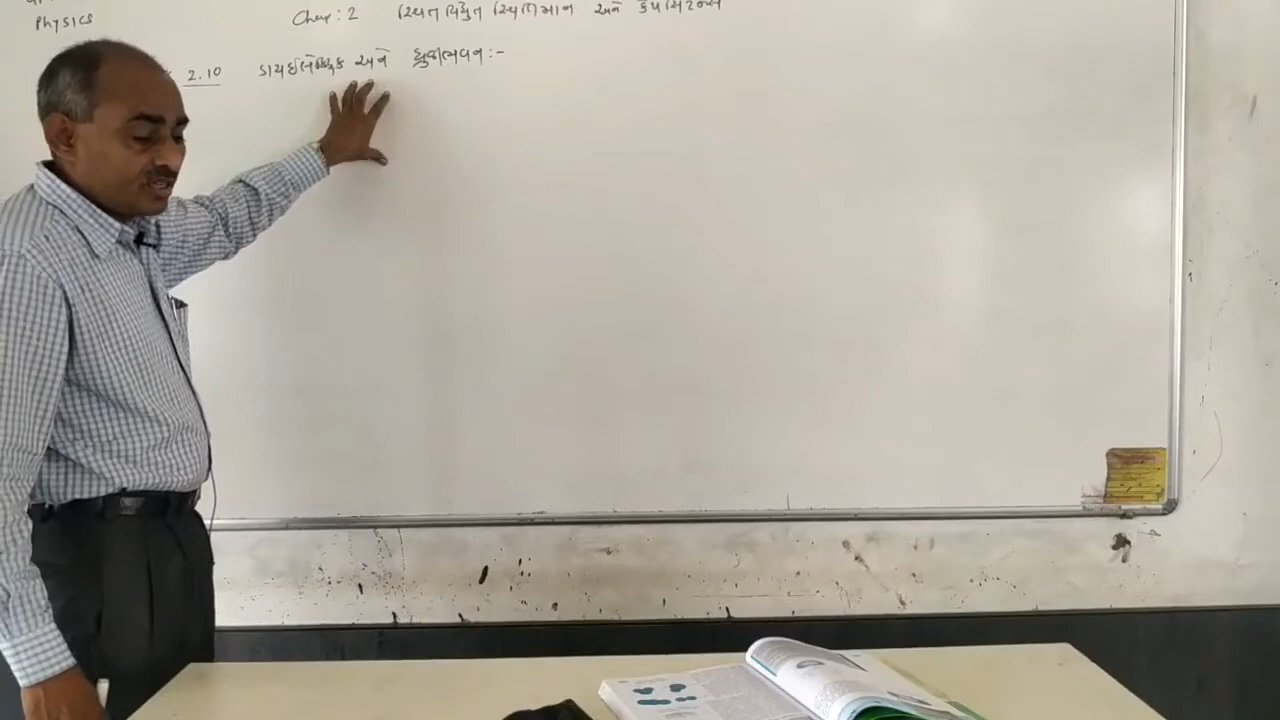 Physics
Chap: 2 સ્થિત વિદ્યુત સ્થિતિમાન અને કેપેસિટન્સ
2.10 ડાયઇલેક્ટ્રિક અને ધ્રુવીભવન:-